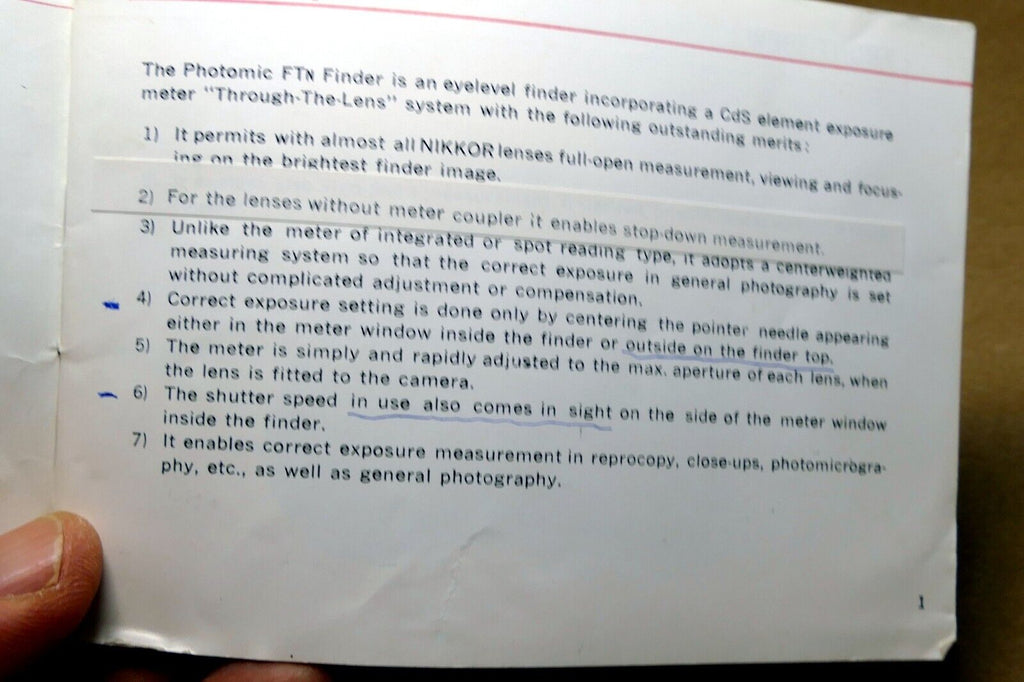 The Photomic FTN Finder is an eyelevel finder incorporating a CdS element exposure
meter "Through-The-Lens" system with the following outstanding merits:
1) It permits with almost all NIKKOR lenses full-open measurement, viewing and focus-
ing on the brightest finder image.
2) For the lenses without meter coupler it enables stop-down measurement.
3) Unlike the meter of integrated or spot reading type, it adopts a centerweighted
measuring system so that the correct exposure in general photography is set
without complicated adjustment or compensation.
4) Correct exposure setting is done only by centering the pointer needle appearing
either in the meter window inside the finder or outside on the finder top.
5) The meter is simply and rapidly adjusted to the max. aperture of each lens, when
the lens is fitted to the camera.
6) The shutter speed in use also comes in sight on the side of the meter window
inside the finder.
7) It enables correct exposure measurement in reprocopy, close-ups, photomicrogra-
phy, etc., as well as general photography.
1